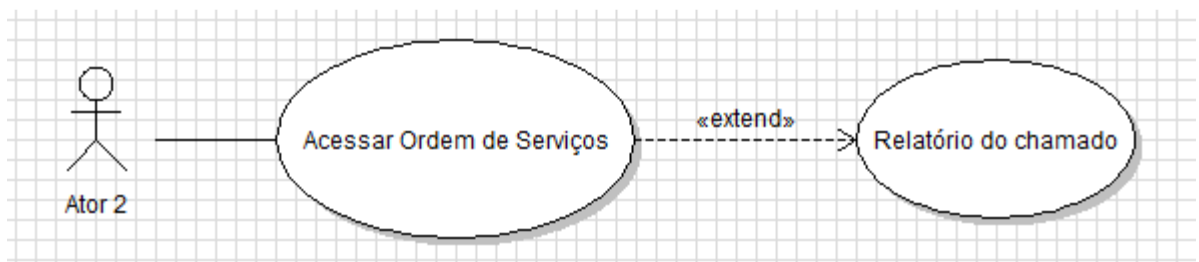 Ator 2
Acessar Ordem de Serviços
«extend»
Relatório do chamado